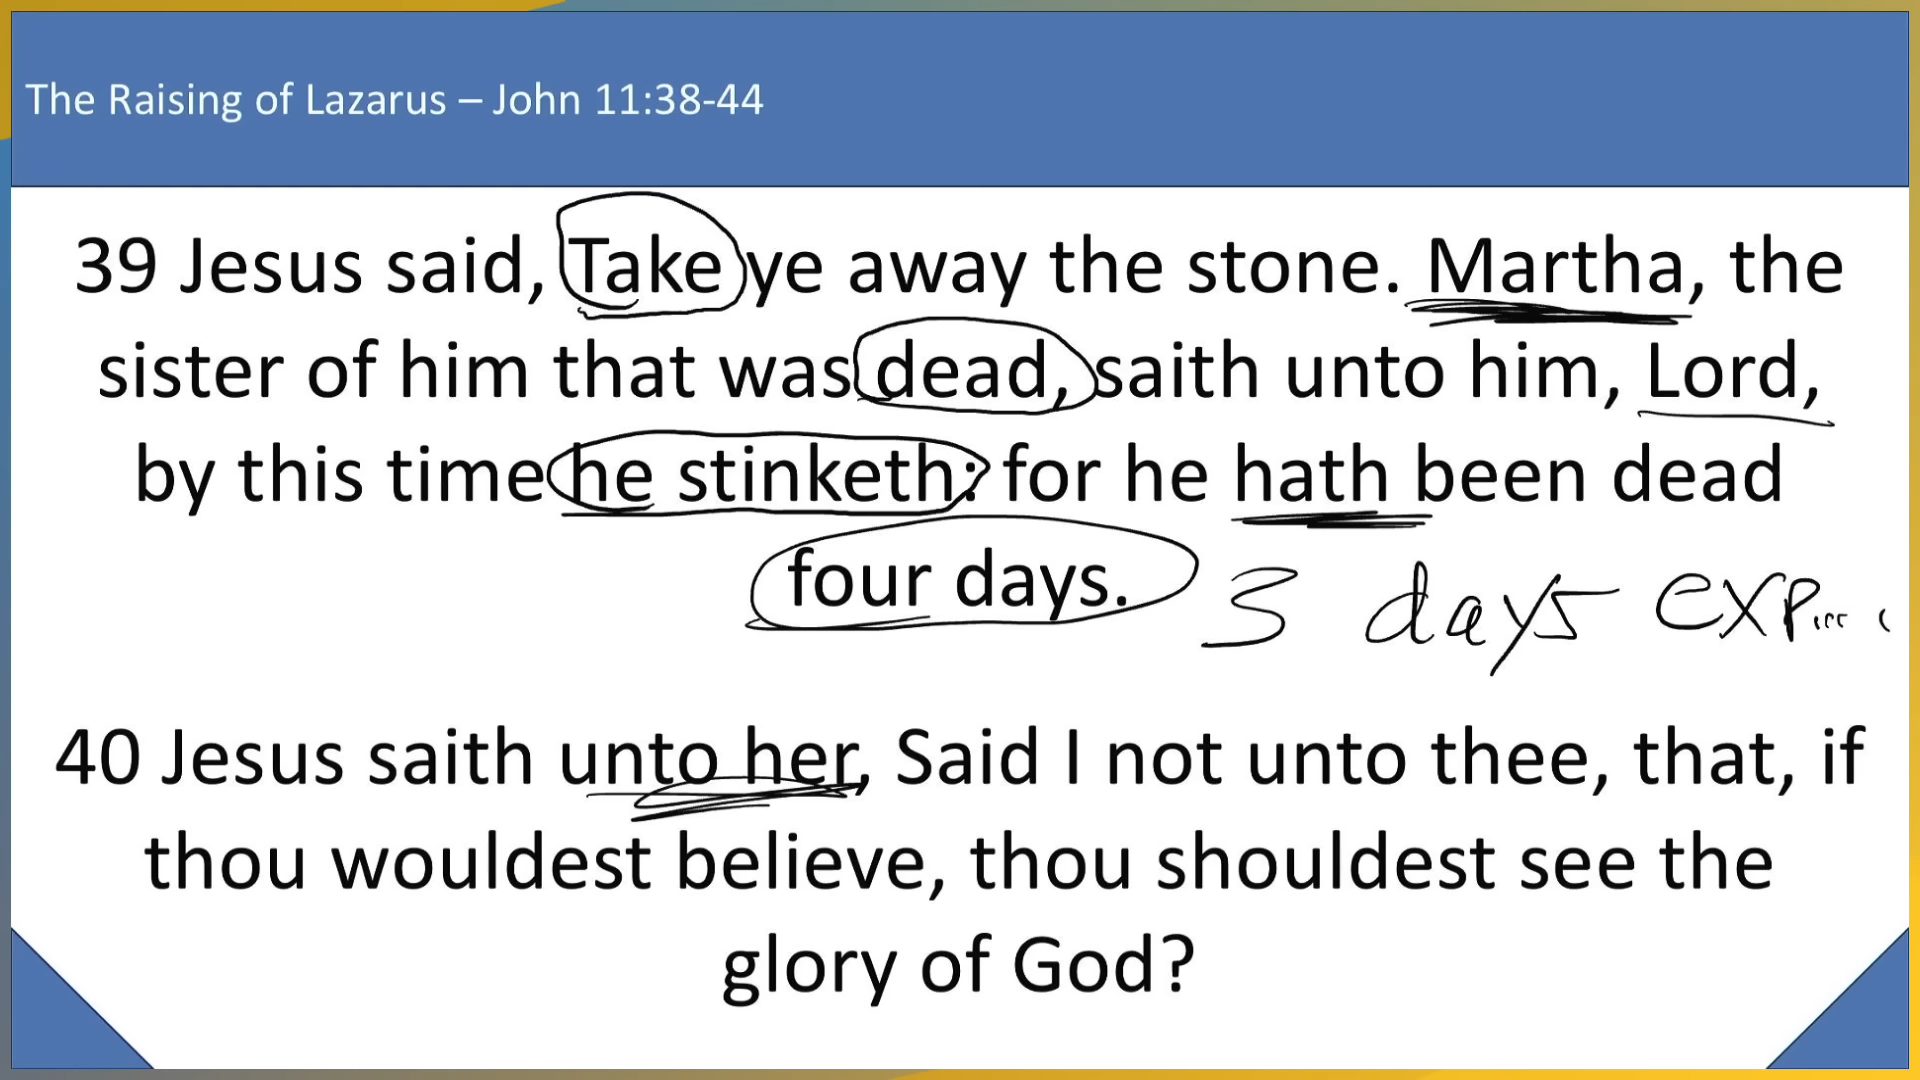 The Raising of Lazarus – John 11:38-44
39 Jesus said, Take ye away the stone. Martha, the
sister of him that was dead, saith unto him, Lord,
by this time he stinketh: for he hath been dead
four days. 3 days exp
40 Jesus saith unto her, Said I not unto thee, that, if
thou wouldest believe, thou shouldest see the
glory of God?